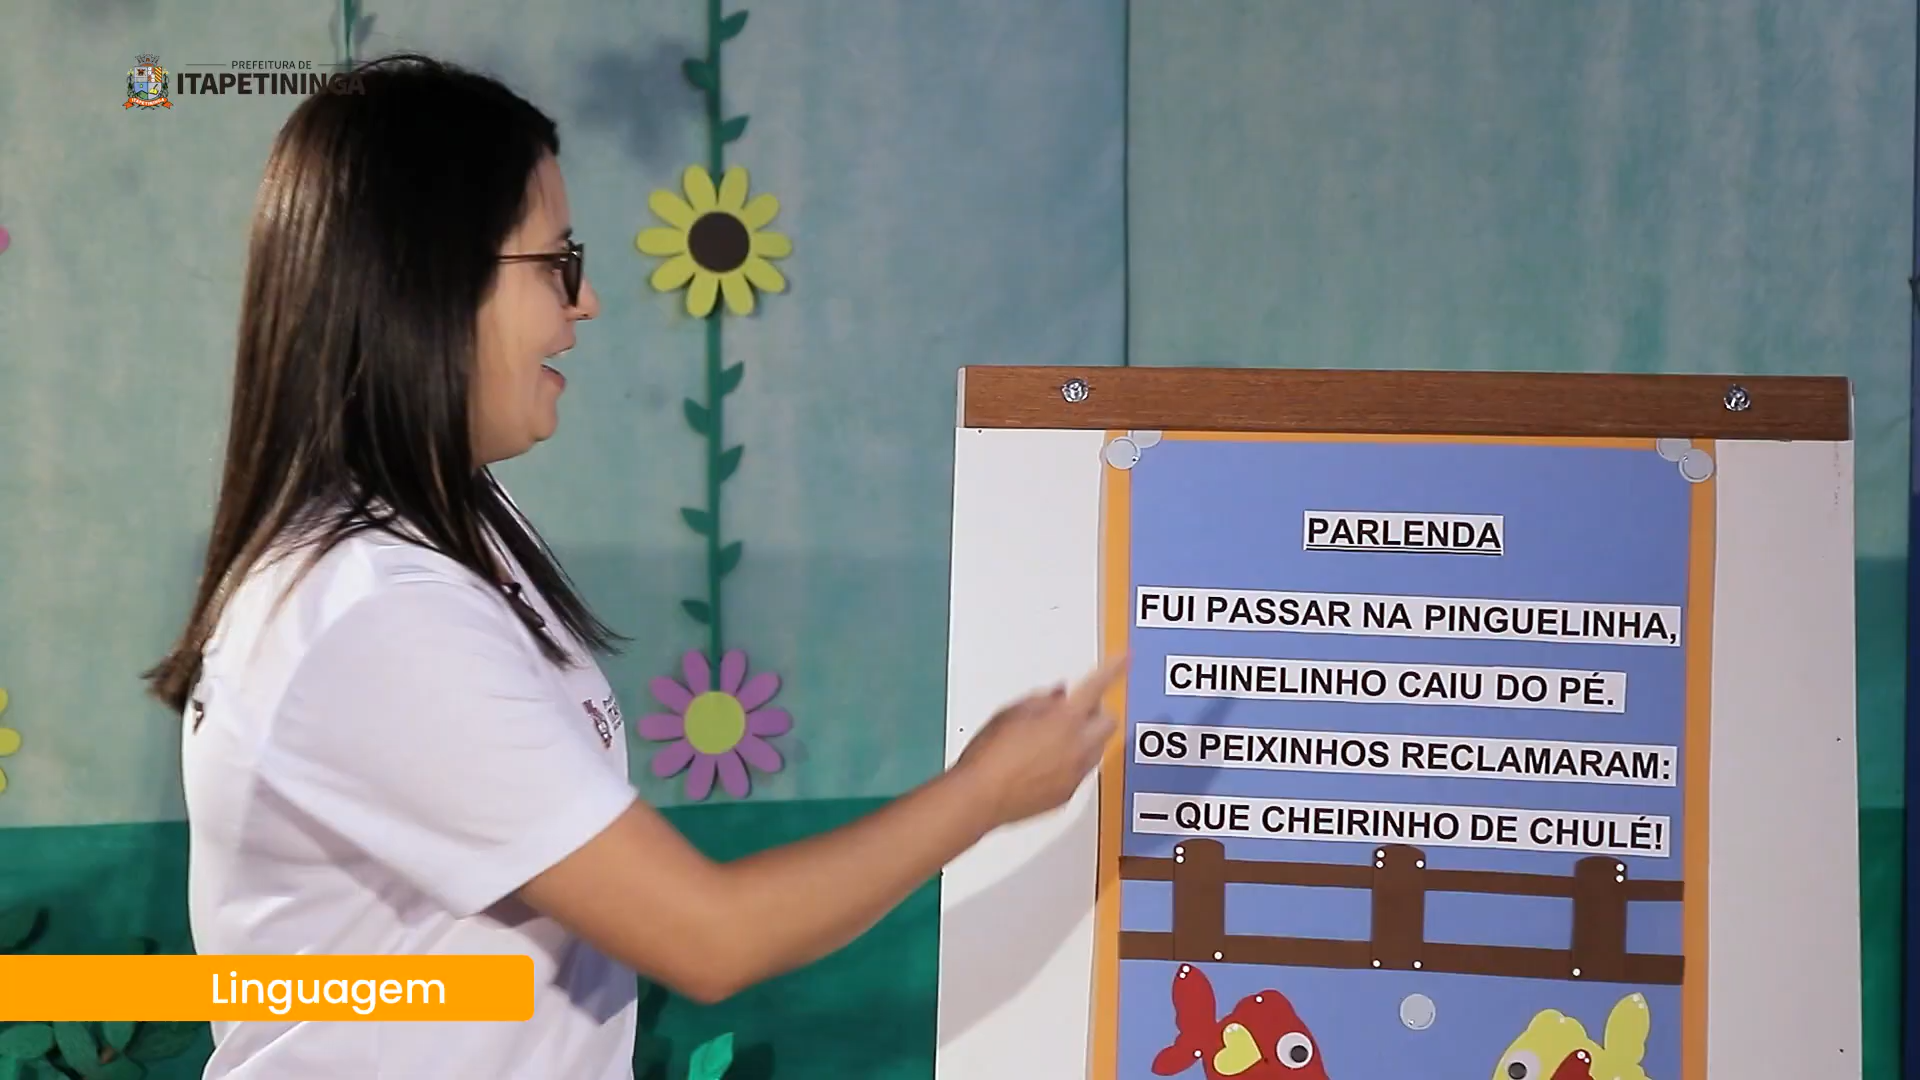 PREFEITURA DE
ITAPETININGA
PARLENDA
FUI PASSAR NA PINGUELINHA,
CHINELINHO CAIU DO PÉ.
OS PEIXINHOS RECLAMARAM:
— QUE CHEIRINHO DE CHULÉ!
Linguagem